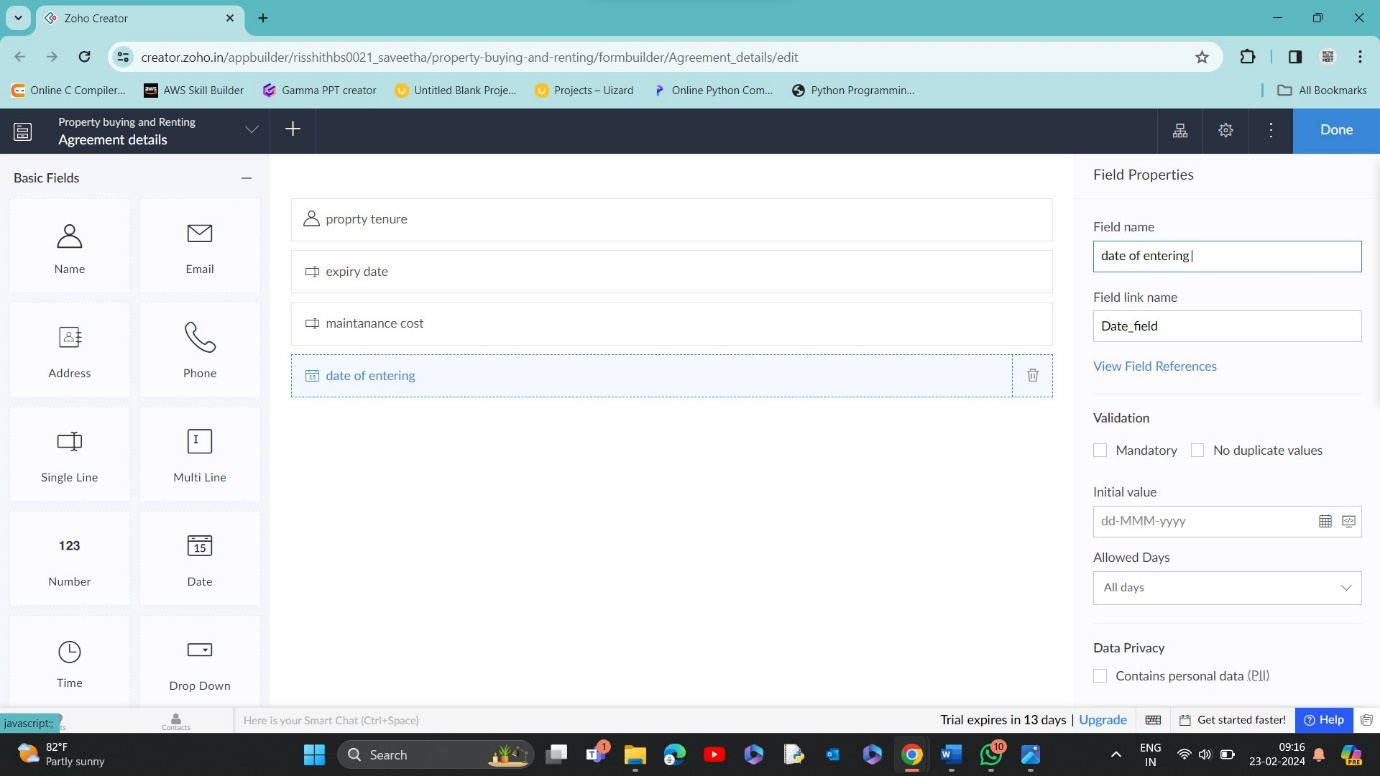 Zoho Creator
creator.zoho.in/appbuilder/risshithbs0021_saveetha/property-buying-and-renting/formbuilder/Agreement_details/edit
Online C Compiler...
AWS Skill Builder
Gamma PPT creator
Untitled Blank Proje...
Projects – Uizard
Online Python Com...
Python Programmin...
All Bookmarks
Property buying and Renting
Agreement details
Done
Basic Fields
Name
Email
Address
Phone
Single Line
Multi Line
123
Number
15
Date
Time
Drop Down
proprty tenure
expiry date
maintanance cost
date of entering
Field Properties
Field name
date of entering
Field link name
Date_field
View Field References
Validation
Mandatory
No duplicate values
Initial value
dd-MMM-yyyy
Allowed Days
All days
Data Privacy
Contains personal data (PII)
javascript:;
Contacts
Here is your Smart Chat (Ctrl+Space)
Trial expires in 13 days | Upgrade
Get started faster!
Help
82°F
Partly sunny
Search
1
10
ENG
IN
09:16
23-02-2024